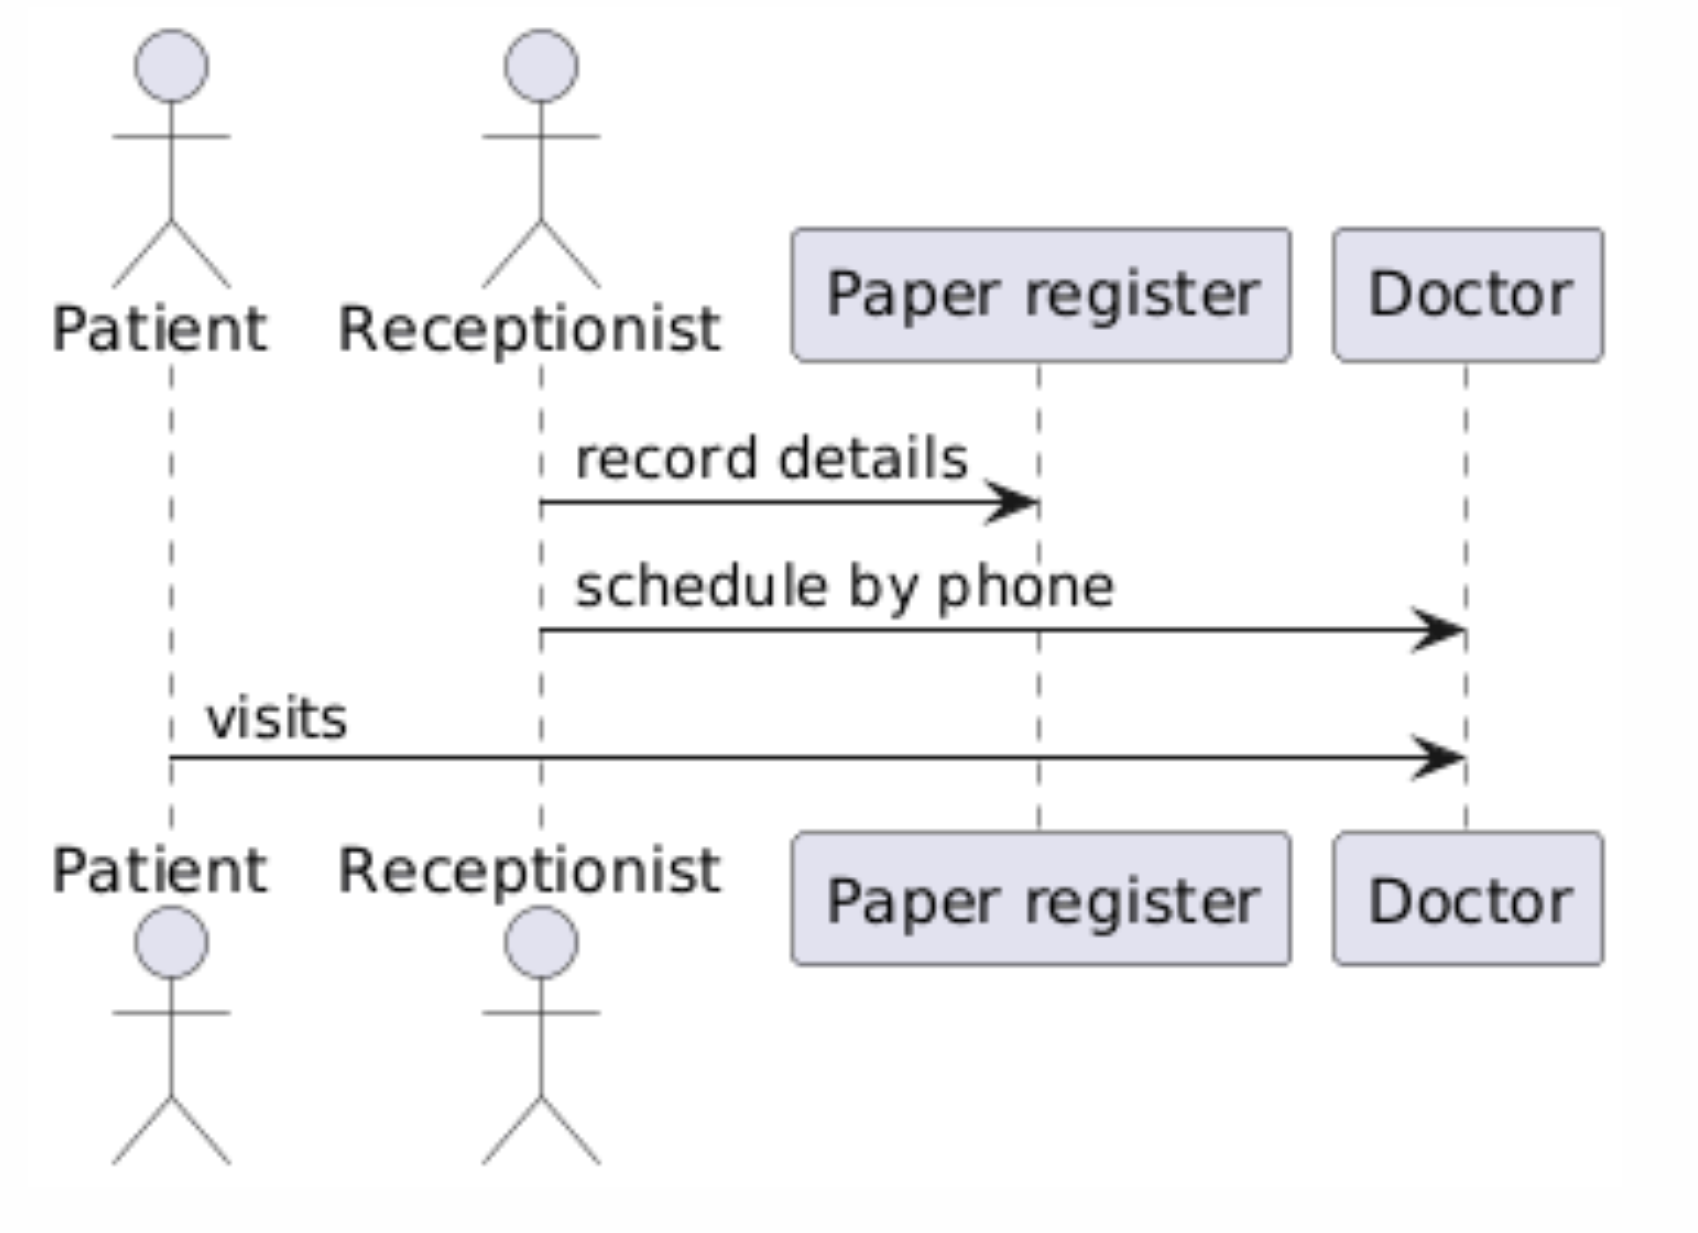 Patient
Receptionist
Paper register
Doctor
record details
schedule by phone
visits
Patient
Receptionist
Paper register
Doctor